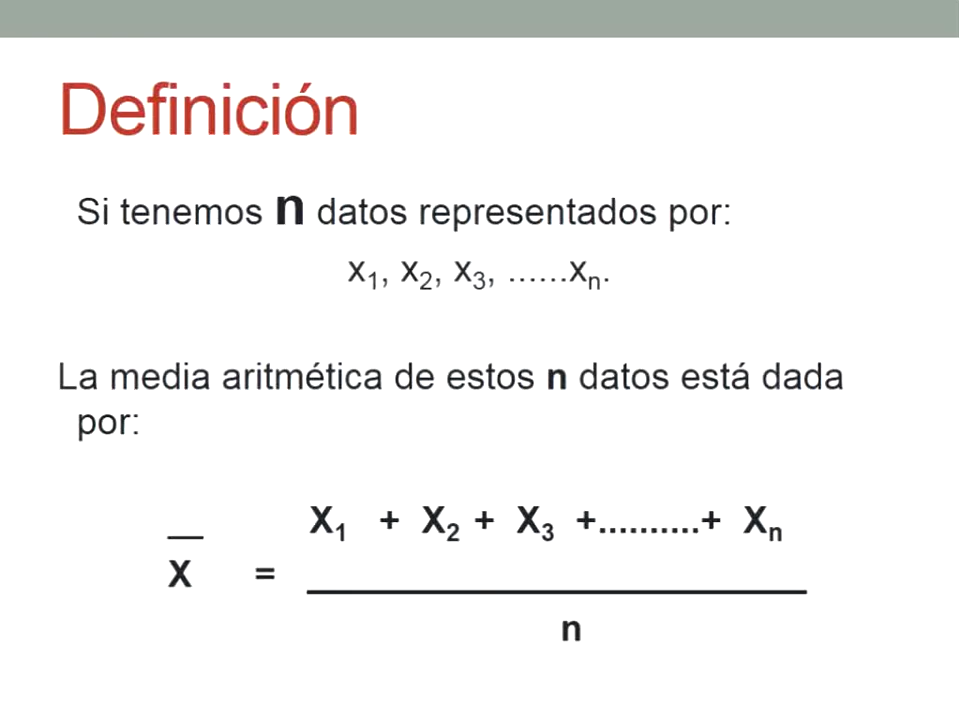 Definición
Si tenemos n datos representados por:
x₁, x₂, x₃, ......xₙ.
La media aritmética de estos n datos está dada
por:
X₁ + X₂ + X₃ +..........+ Xₙ
X̅ = ——————————
n